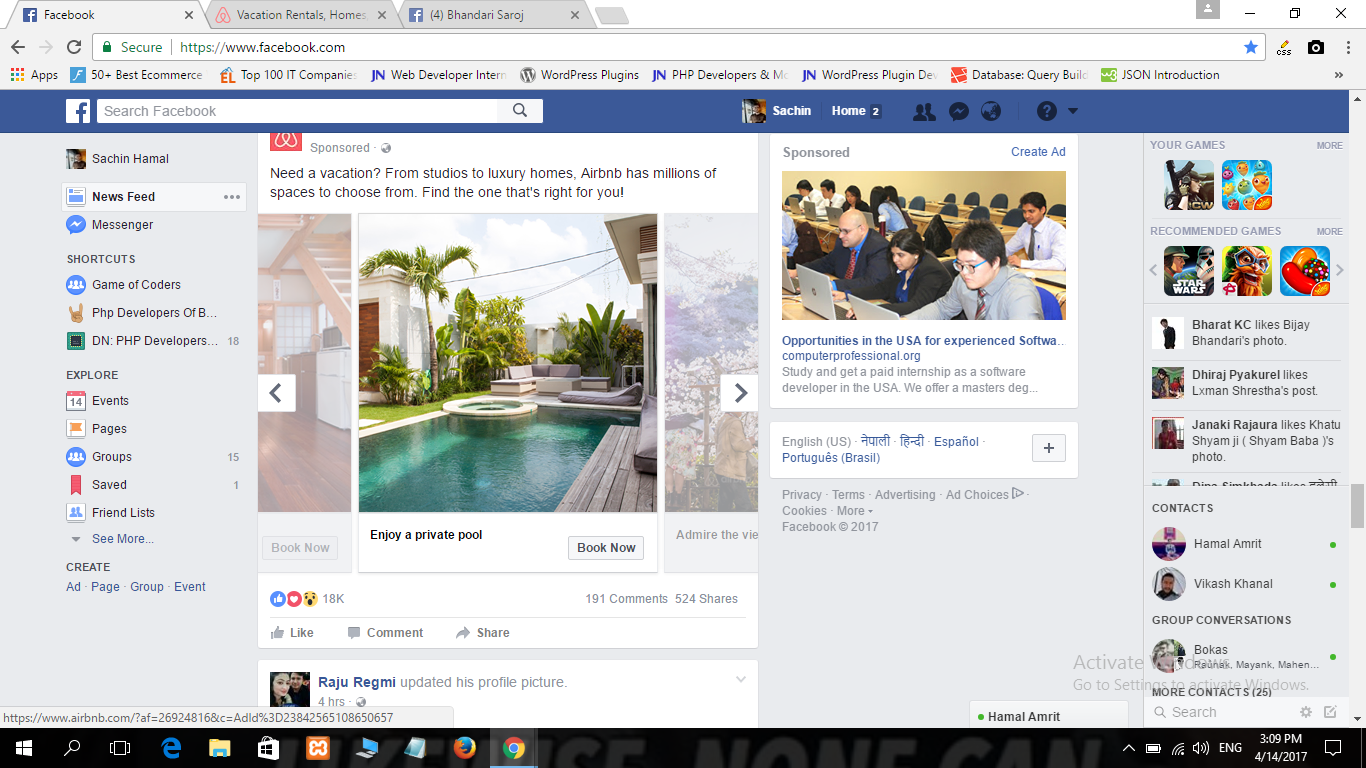 Facebook
Vacation Rentals, Homes,
(4) Bhandari Saroj
Secure
https://www.facebook.com
css
Apps
50+ Best Ecommerce
Top 100 IT Companies
JN Web Developer Intern
WordPress Plugins
JN PHP Developers & Mo
JN WordPress Plugin Dev
Database: Query Build
w3 JSON Introduction
Search Facebook
Sachin
Home 2
Sachin Hamal
News Feed
Messenger
SHORTCUTS
Game of Coders
Php Developers Of B...
DN: PHP Developers... 18
EXPLORE
14 Events
Pages
Groups 15
Saved 1
Friend Lists
See More...
CREATE
Ad · Page · Group · Event
Sponsored ·
Need a vacation? From studios to luxury homes, Airbnb has millions of
spaces to choose from. Find the one that's right for you!
Book Now
Enjoy a private pool
Book Now
Admire the vie
18K
191 Comments 524 Shares
Like
Comment
Share
Raju Regmi updated his profile picture.
4 hrs ·
Sponsored
Create Ad
Opportunities in the USA for experienced Softwa...
computerprofessional.org
Study and get a paid internship as a software
developer in the USA. We offer a masters deg...
English (US) · नेपाली · हिन्दी · Español ·
Português (Brasil)
Privacy · Terms · Advertising · Ad Choices ·
Cookies · More
Facebook © 2017
YOUR GAMES
MORE
ICW
RECOMMENDED GAMES
MORE
STAR
WARS
Bharat KC likes Bijay
Bhandari's photo.
Dhiraj Pyakurel likes
Lxman Shrestha's post.
Janaki Rajaura likes Khatu
Shyam ji ( Shyam Baba )'s
photo.
CONTACTS
Hamal Amrit
Vikash Khanal
GROUP CONVERSATIONS
Bokas
Raunak, Mayank, Mahen...
Activate Windows
Go to Settings to activate Windows.
MORE CONTACTS (25)
Search
Hamal Amrit
https://www.airbnb.com/?af=26924816&c=AdId%3D23842565108650657
ENG
3:09 PM
4/14/2017